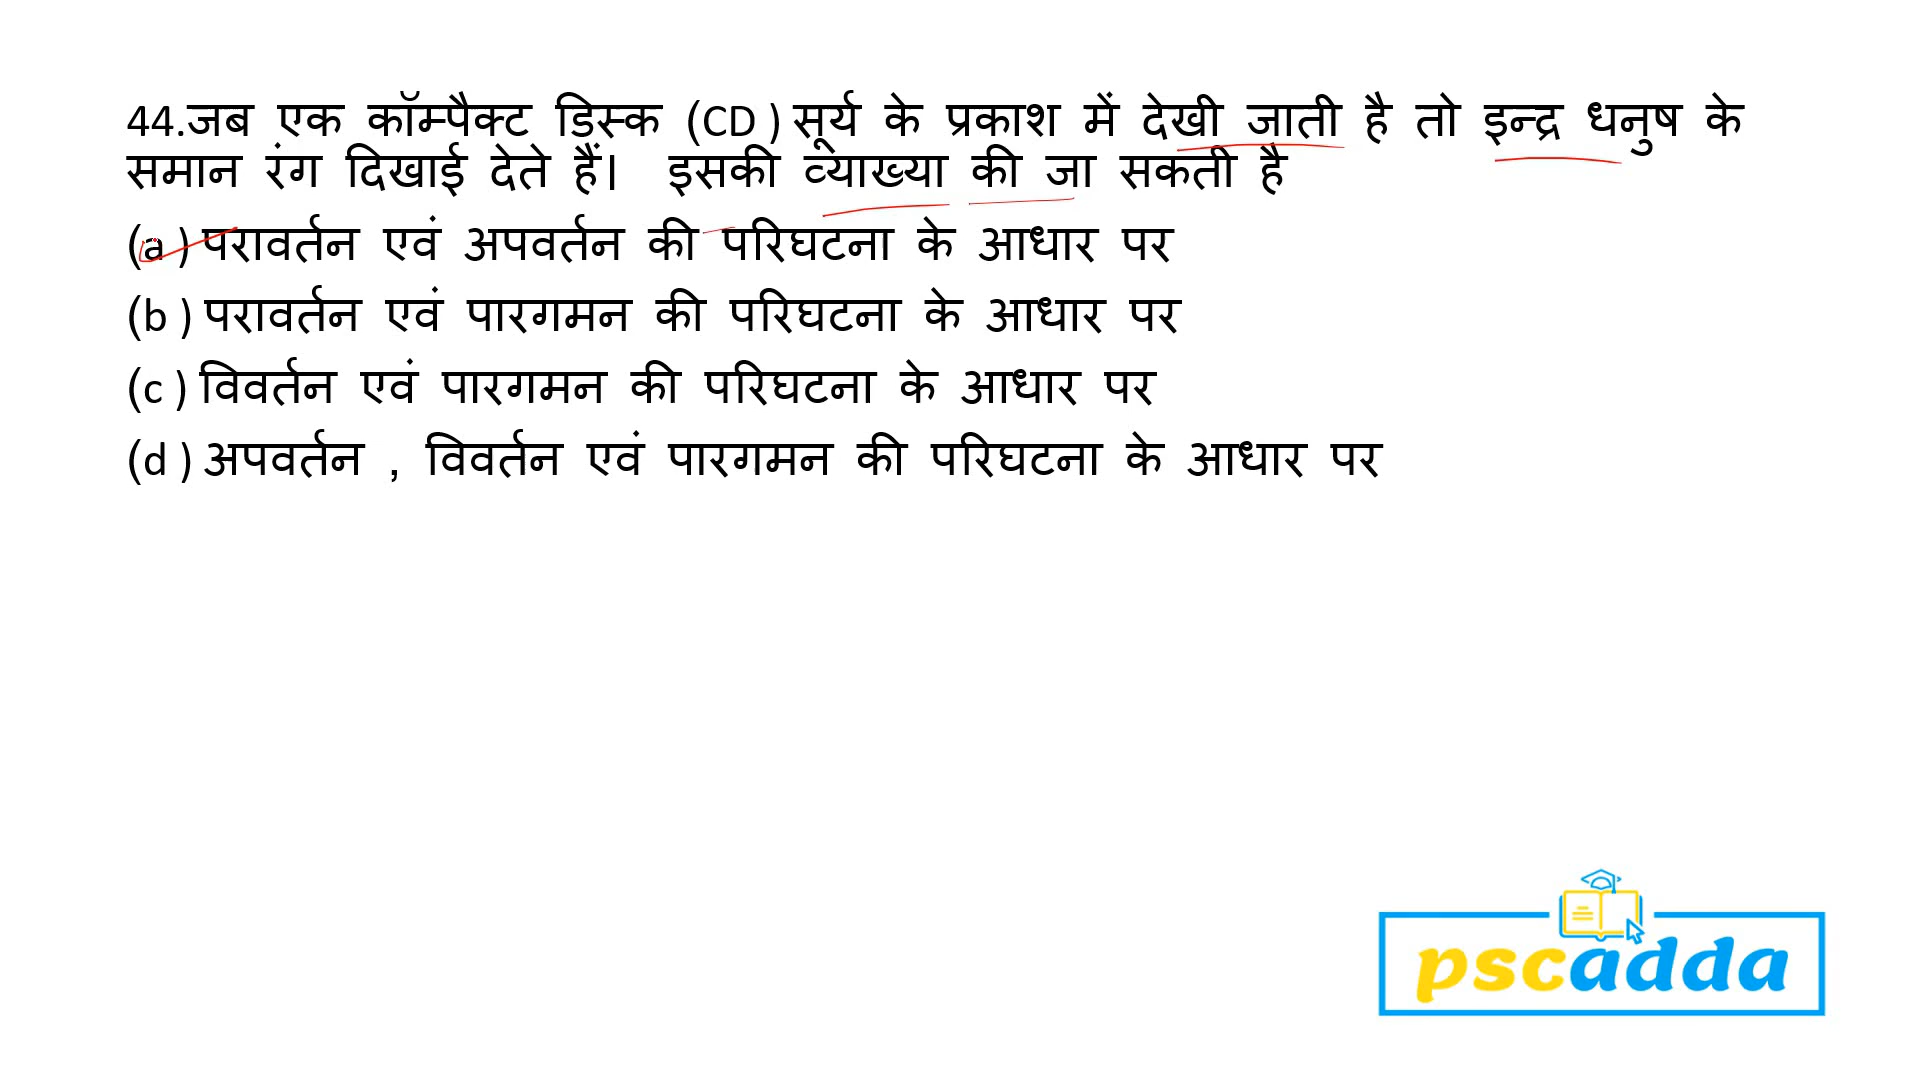 44.जब एक कॉम्पैक्ट डिस्क (CD ) सूर्य के प्रकाश में देखी जाती है तो इन्द्र धनुष के
समान रंग दिखाई देते हैं। इसकी व्याख्या की जा सकती है
(a ) परावर्तन एवं अपवर्तन की परिघटना के आधार पर
(b ) परावर्तन एवं पारगमन की परिघटना के आधार पर
(c ) विवर्तन एवं पारगमन की परिघटना के आधार पर
(d ) अपवर्तन , विवर्तन एवं पारगमन की परिघटना के आधार पर
pscadda